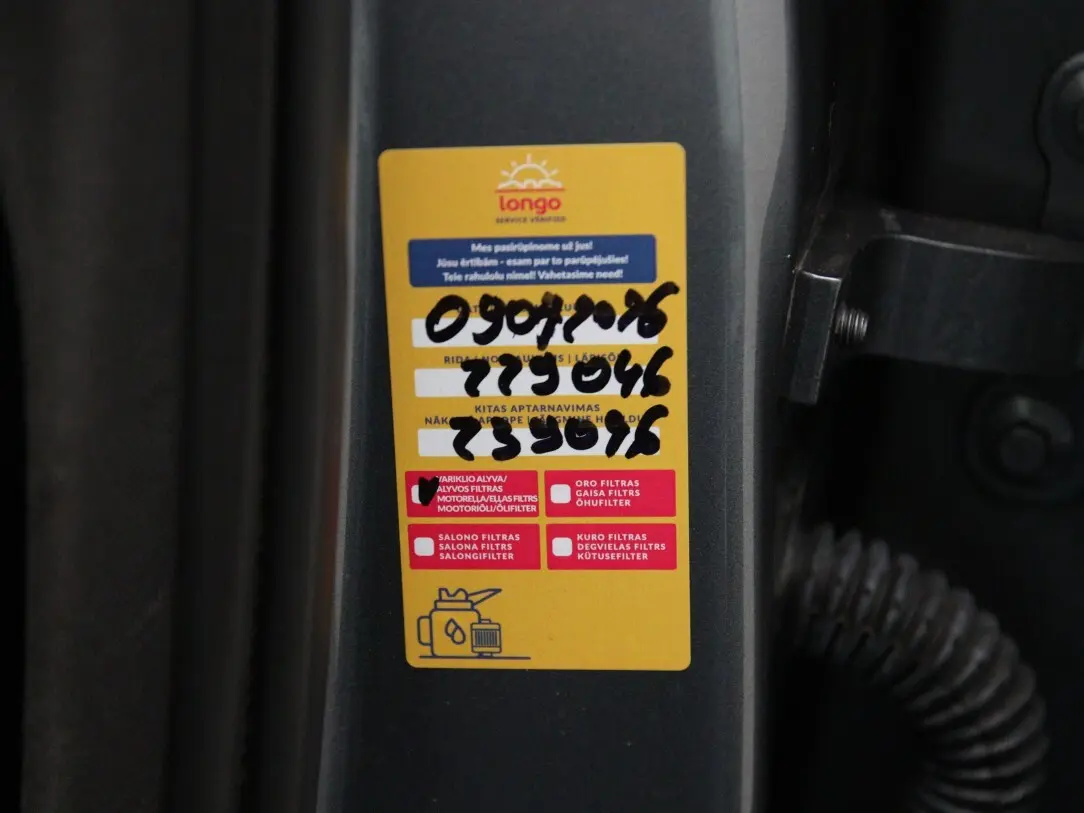 longo
SERVICE VERIFIED
Mes pasirūpinome už jus!
Jūsu ērtībām - esam par to parūpējušies!
Teie rahulolu nimel! Vahetasime need!
09072026
RIDA
229046
KITAS APTARNAVIMAS
239046
VARIKLIO ALYVA/
ALYVOS FILTRAS
MOTOREĻĻA/EĻĻAS FILTRS
MOOTORIÕLI/ÕLIFILTER
ORO FILTRAS
GAISA FILTRS
ÕHUFILTER
SALONO FILTRAS
SALONA FILTRS
SALONGIFILTER
KURO FILTRAS
DEGVIELAS FILTRS
KÜTUSEFILTER